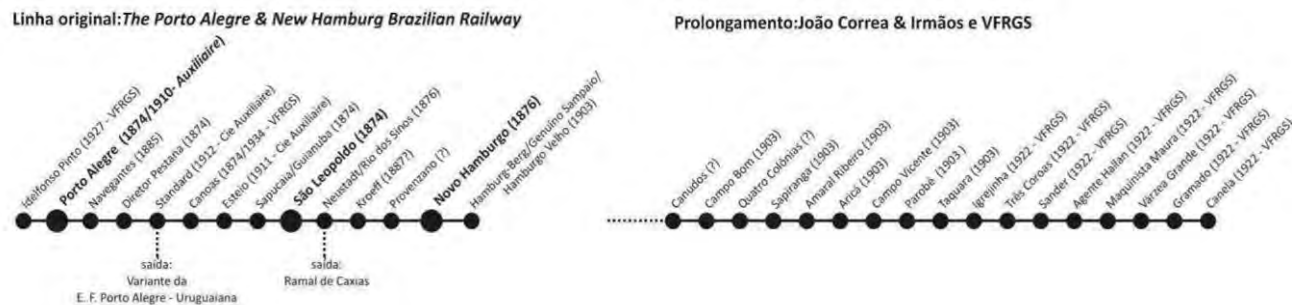 Linha original:The Porto Alegre & New Hamburg Brazilian Railway
Prolongamento:João Correa & Irmãos e VFRGS
Idelfonso Pinto (1927 - VFRGS)
Porto Alegre (1874/1910- Auxiliaire)
Navegantes (1885)
Diretor Pestana (1874)
Standard (1912 - Cie Auxiliaire)
Canoas (1874/1934 - VFRGS)
Esteio (1911 - Cie Auxiliaire)
Sapucaia/Guianuba (1874)
São Leopoldo (1874)
Neustadt/Rio dos Sinos (1876)
Kroeff (1887?)
Provenzano (?)
Novo Hamburgo (1876)
Hamburg Berg/Genuíno Sampaio/
Hamburgo Velho (1903)
Canudos (?)
Campo Bom (1903)
Quatro Colônias (?)
Sapiranga (1903)
Amaral Ribeiro (1903)
Araricá (1903)
Campo Vicente (1903)
Parobé (1903 )
Taquara (1903)
Igrejinha (1922 - VFRGS)
Três Coroas (1922 - VFRGS)
Sander (1922 - VFRGS)
Agente Hallan (1922 - VFRGS)
Maquinista Maura (1922 - VFRGS)
Várzea Grande (1922 - VFRGS)
Gramado (1922 - VFRGS)
Canela (1922 - VFRGS)
saída:
Variante da
E. F. Porto Alegre - Uruguaiana
saída:
Ramal de Caxias